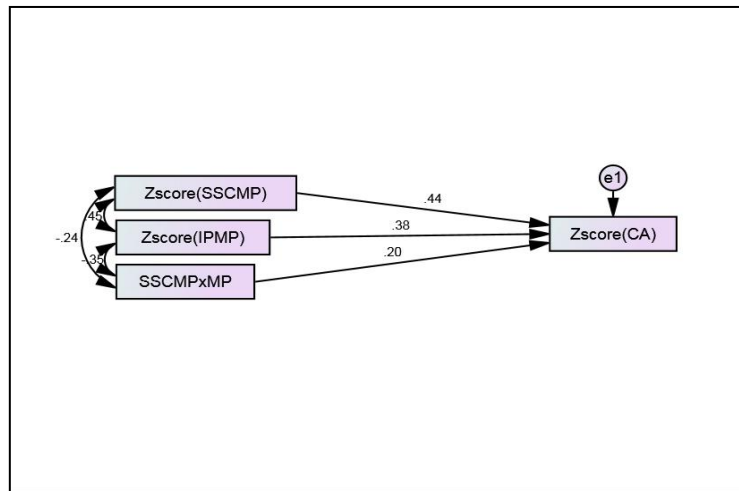 e1
Zscore(SSCMP)
.44
.45
-.24
Zscore(IPMP)
.38
Zscore(CA)
-.35
.20
SSCMPxMP